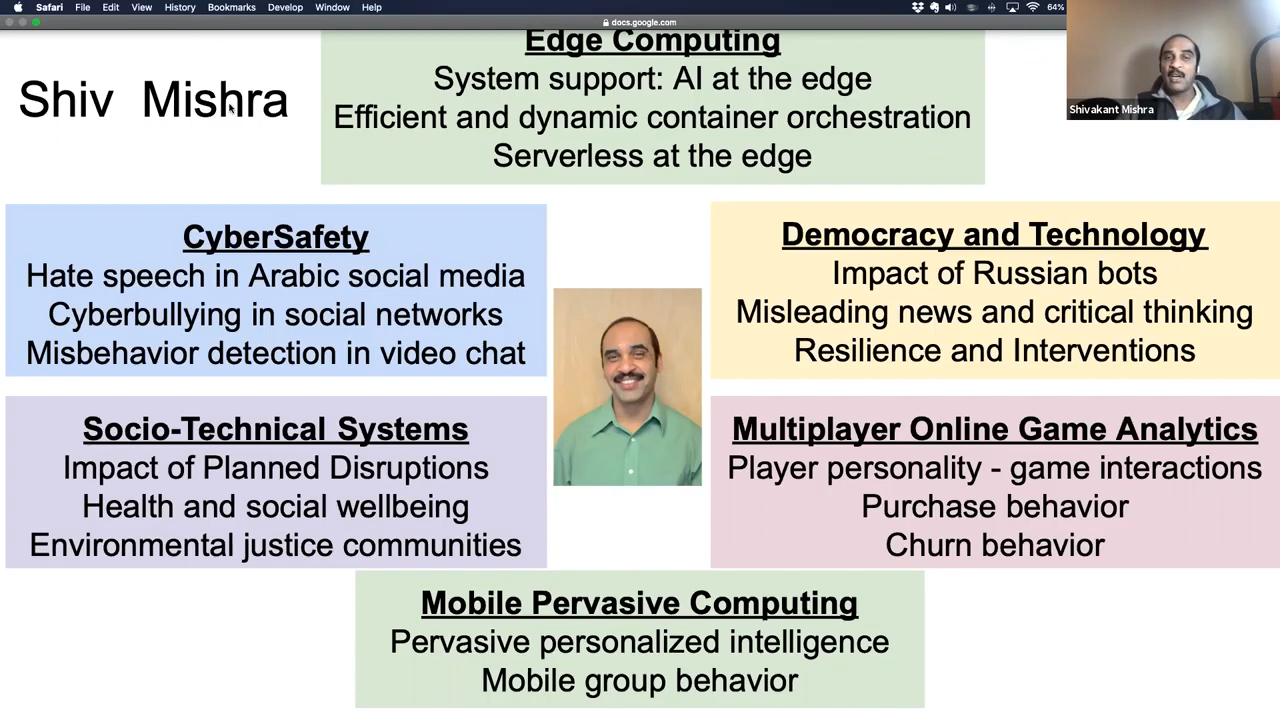 Safari File Edit View History Bookmarks Develop Window Help 64%
docs.google.com
Shivakant Mishra
Shiv Mishra
Edge Computing
System support: AI at the edge
Efficient and dynamic container orchestration
Serverless at the edge
CyberSafety
Hate speech in Arabic social media
Cyberbullying in social networks
Misbehavior detection in video chat
Democracy and Technology
Impact of Russian bots
Misleading news and critical thinking
Resilience and Interventions
Socio-Technical Systems
Impact of Planned Disruptions
Health and social wellbeing
Environmental justice communities
Multiplayer Online Game Analytics
Player personality - game interactions
Purchase behavior
Churn behavior
Mobile Pervasive Computing
Pervasive personalized intelligence
Mobile group behavior